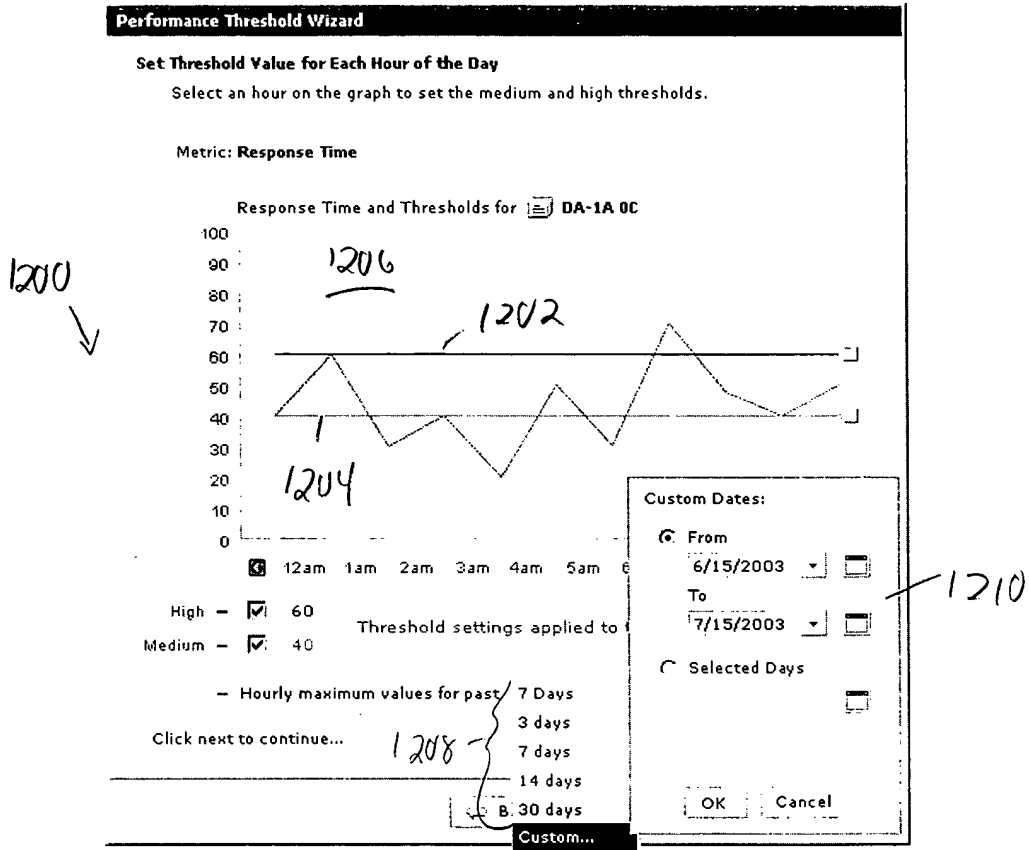 Performance Threshold Wizard
Set Threshold Value for Each Hour of the Day
Select an hour on the graph to set the medium and high thresholds.
Metric: Response Time
Response Time and Thresholds for DA-1A 0C
100
90
80
70
60
50
40
30
20
10
0
1200
1206
1202
1204
12am 1am 2am 3am 4am 5am
High – 60
Medium – 40
Threshold settings applied to
– Hourly maximum values for past 7 Days
3 days
7 days
14 days
30 days
Custom...
1208
Click next to continue...
B
Custom Dates:
From
6/15/2003
To
7/15/2003
Selected Days
OK Cancel
1210